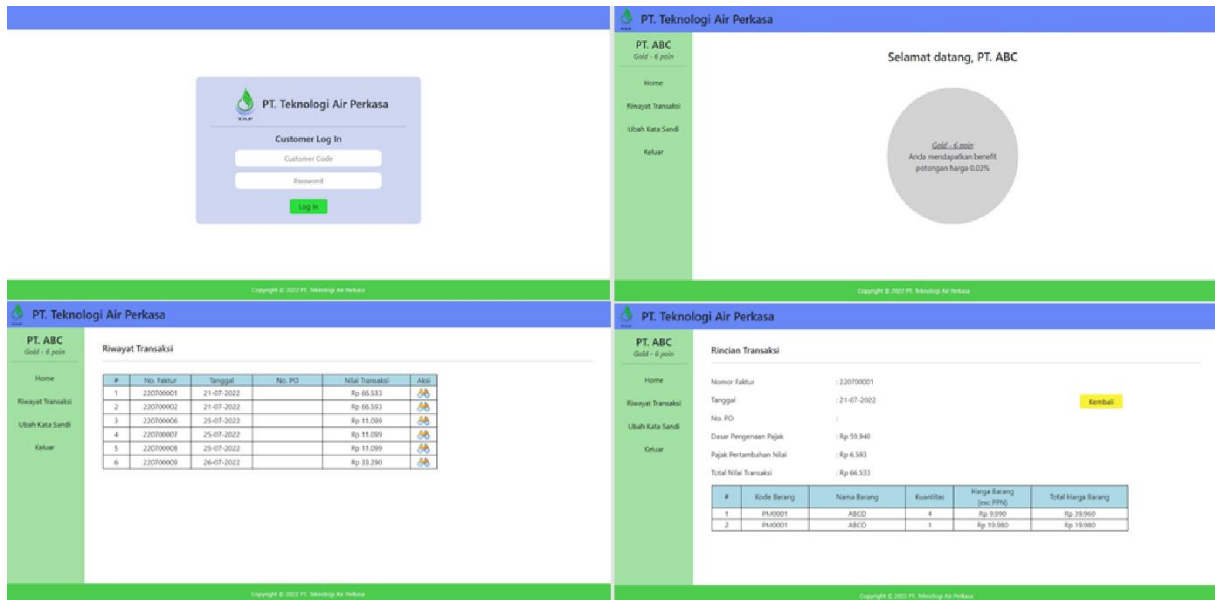 PT. Teknologi Air Perkasa
Customer Log In
Customer Code
Password
Log In
Copyright © 2022 PT. Teknologi Air Perkasa
PT. Teknologi Air Perkasa
PT. ABC
Gold - 6 poin
Home
Riwayat Transaksi
Ubah Kata Sandi
Keluar
Selamat datang, PT. ABC
Gold - 6 poin
Anda mendapatkan benefit
potongan harga 0.03%
Copyright © 2022 PT. Teknologi Air Perkasa
PT. Teknologi Air Perkasa
PT. ABC
Gold - 6 poin
Home
Riwayat Transaksi
Ubah Kata Sandi
Keluar
Riwayat Transaksi
# No. Faktur Tanggal No. PO Nilai Transaksi Aksi
1 220700001 21-07-2022 Rp 66.533
2 220700002 21-07-2022 Rp 66.593
3 220700006 25-07-2022 Rp 11.099
4 220700007 25-07-2022 Rp 11.099
5 220700008 25-07-2022 Rp 11.099
6 220700009 26-07-2022 Rp 33.290
Copyright © 2022 PT. Teknologi Air Perkasa
PT. Teknologi Air Perkasa
PT. ABC
Gold - 6 poin
Home
Riwayat Transaksi
Ubah Kata Sandi
Keluar
Rincian Transaksi
Nomor Faktur : 220700001
Tanggal : 21-07-2022
Kembali
No. PO :
Dasar Pengenaan Pajak : Rp 59.940
Pajak Pertambahan Nilai : Rp 6.593
Total Nilai Transaksi : Rp 66.533
# Kode Barang Nama Barang Kuantitas Harga Barang (exc PPN) Total Harga Barang
1 PM0001 ABCD 4 Rp 9.990 Rp 39.960
2 PM0001 ABCD 1 Rp 19.980 Rp 19.980
Copyright © 2022 PT. Teknologi Air Perkasa